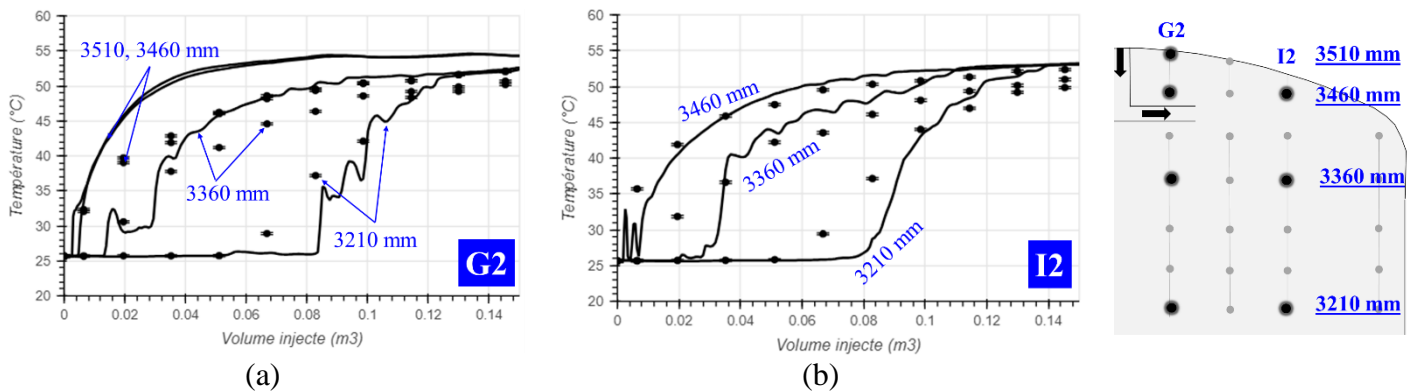 60
55
50
45
40
35
30
25
20
Température (°C)
3510, 3460 mm
3360 mm
3210 mm
G2
0
0.02
0.04
0.06
0.08
0.1
0.12
0.14
Volume injecte (m3)
(a)
60
55
50
45
40
35
30
25
20
Température (°C)
3460 mm
3360 mm
3210 mm
I2
0
0.02
0.04
0.06
0.08
0.1
0.12
0.14
Volume injecte (m3)
(b)
G2
I2
3510 mm
3460 mm
3360 mm
3210 mm